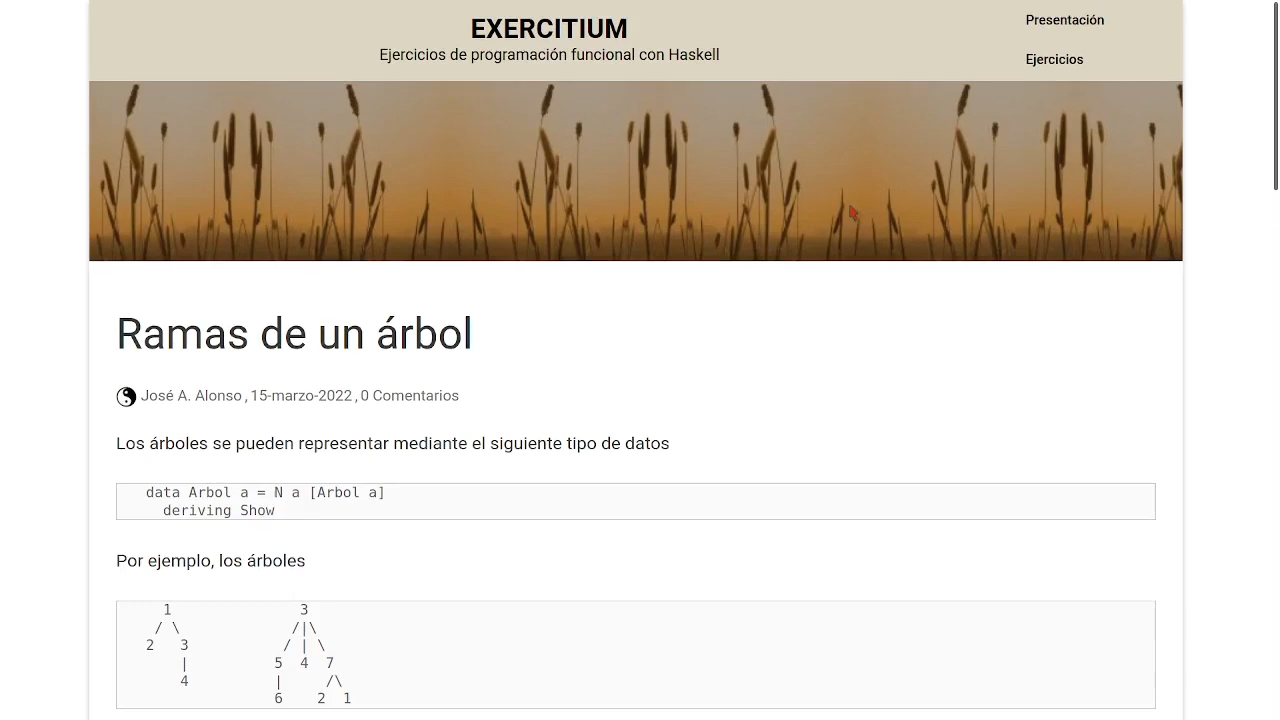 EXERCITIUM
Ejercicios de programación funcional con Haskell
Presentación
Ejercicios
Ramas de un árbol
José A. Alonso , 15-marzo-2022 , 0 Comentarios
Los árboles se pueden representar mediante el siguiente tipo de datos
data Arbol a = N a [Arbol a]
  deriving Show
Por ejemplo, los árboles
  1               3
 / \             /|\
2   3           / | \
    |          5  4  7
    4          |     /\
               6    2  1